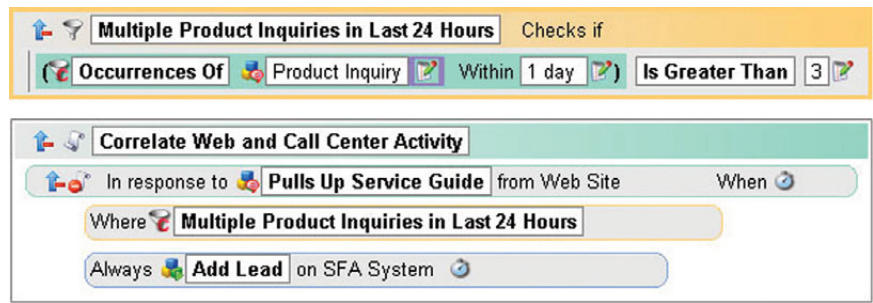 Multiple Product Inquiries in Last 24 Hours Checks if
( Occurrences Of Product Inquiry Within 1 day ) Is Greater Than 3
Correlate Web and Call Center Activity
In response to Pulls Up Service Guide from Web Site When
Where Multiple Product Inquiries in Last 24 Hours
Always Add Lead on SFA System